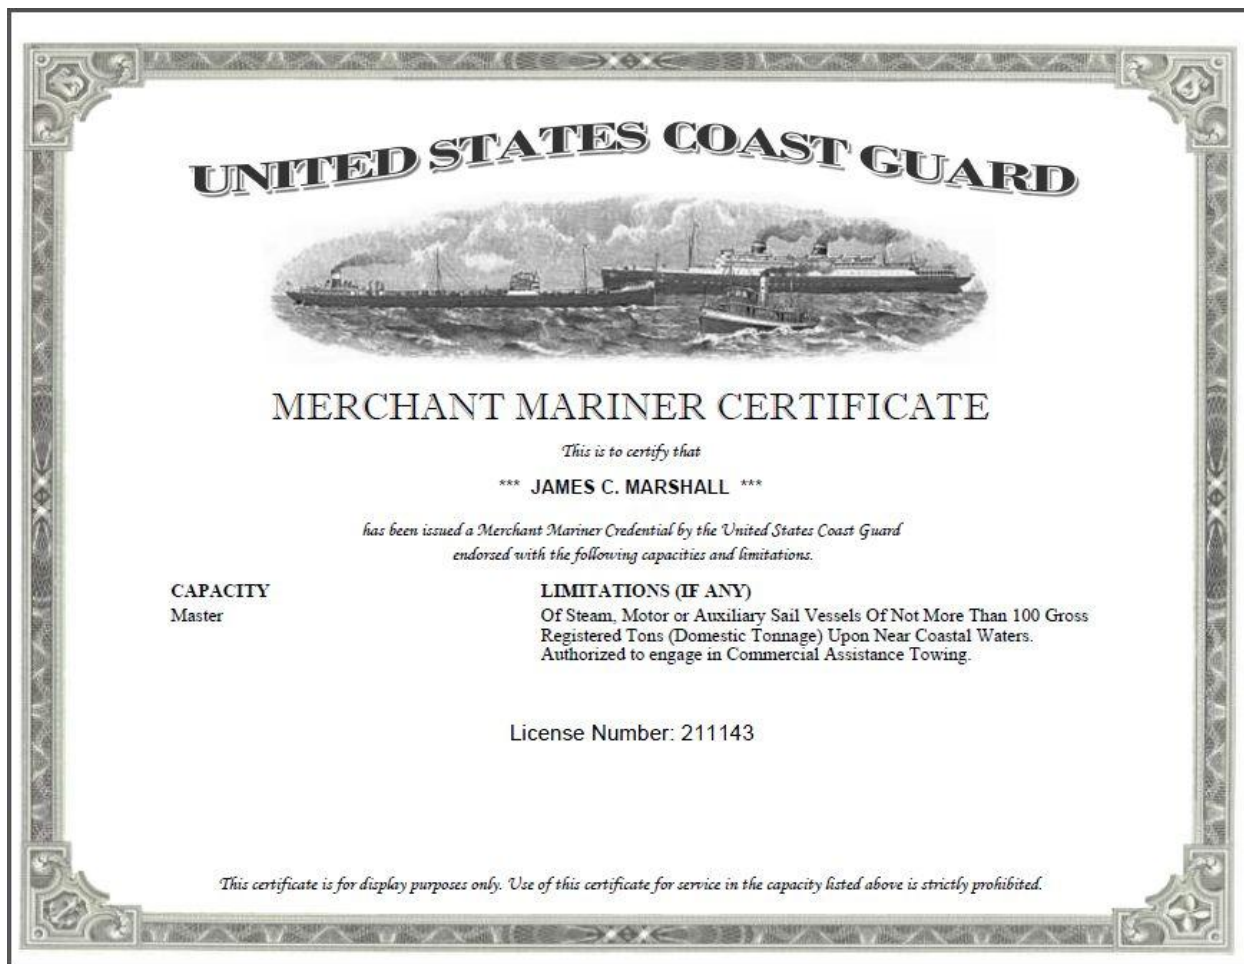 UNITED STATES COAST GUARD
MERCHANT MARINER CERTIFICATE
This is to certify that
*** JAMES C. MARSHALL ***
has been issued a Merchant Mariner Credential by the United States Coast Guard
endorsed with the following capacities and limitations.
CAPACITY
Master
LIMITATIONS (IF ANY)
Of Steam, Motor or Auxiliary Sail Vessels Of Not More Than 100 Gross
Registered Tons (Domestic Tonnage) Upon Near Coastal Waters.
Authorized to engage in Commercial Assistance Towing.
License Number: 211143
This certificate is for display purposes only. Use of this certificate for service in the capacity listed above is strictly prohibited.